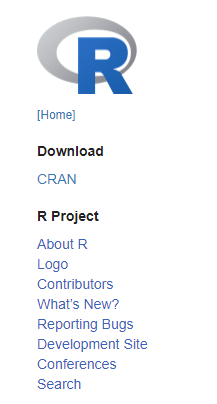 R
[Home]
Download
CRAN
R Project
About R
Logo
Contributors
What's New?
Reporting Bugs
Development Site
Conferences
Search